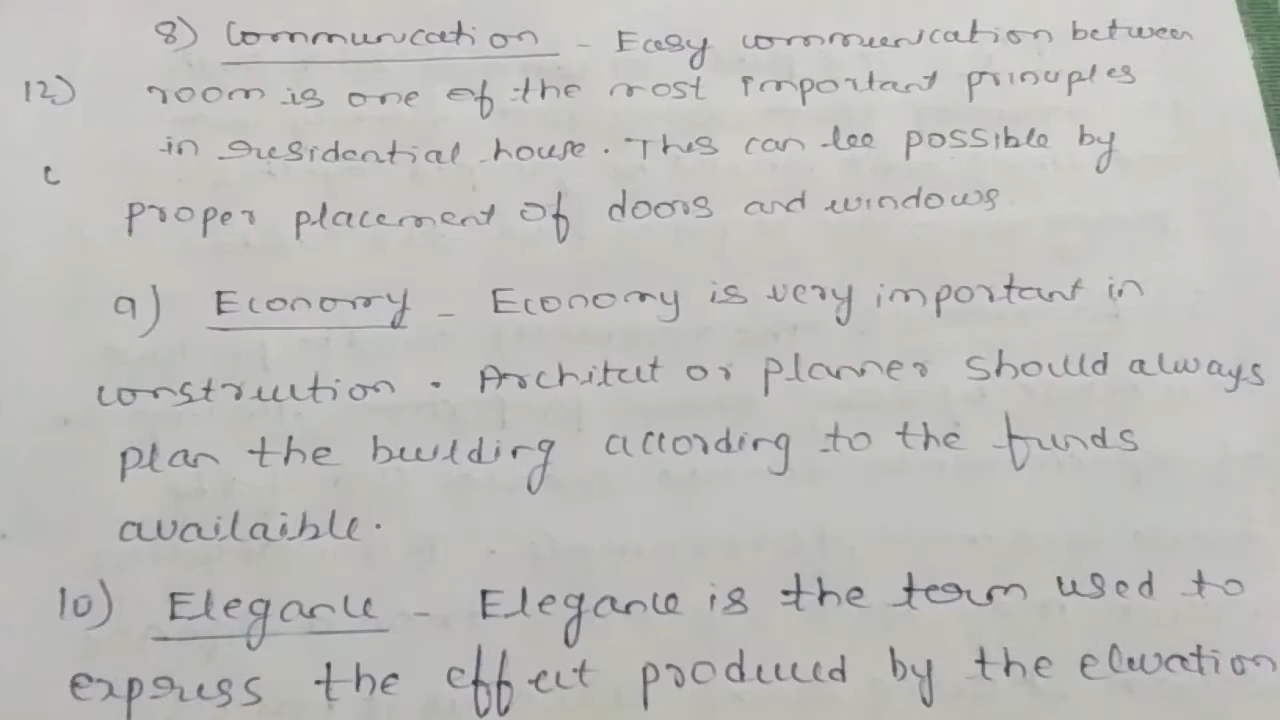 8) Communication - Easy communication between
12) room is one of the most important principles
in residential house. This can be possible by
c
proper placement of doors and windows
9) Economy - Economy is very important in
construction. Architect or planner should always
plan the building according to the funds
availaible.
10) Elegance - Elegance is the term used to
express the effect produced by the elevation